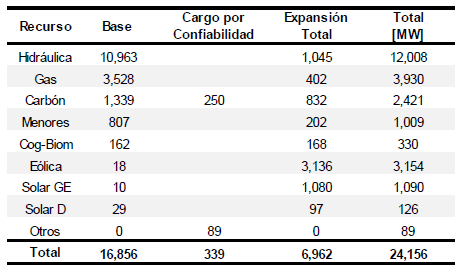 Recurso Base Cargo por Confiabilidad Expansión Total Total [MW]
Hidráulica 10,963 1,045 12,008
Gas 3,528 402 3,930
Carbón 1,339 250 832 2,421
Menores 807 202 1,009
Cog-Biom 162 168 330
Eólica 18 3,136 3,154
Solar GE 10 1,080 1,090
Solar D 29 97 126
Otros 0 89 0 89
Total 16,856 339 6,962 24,156